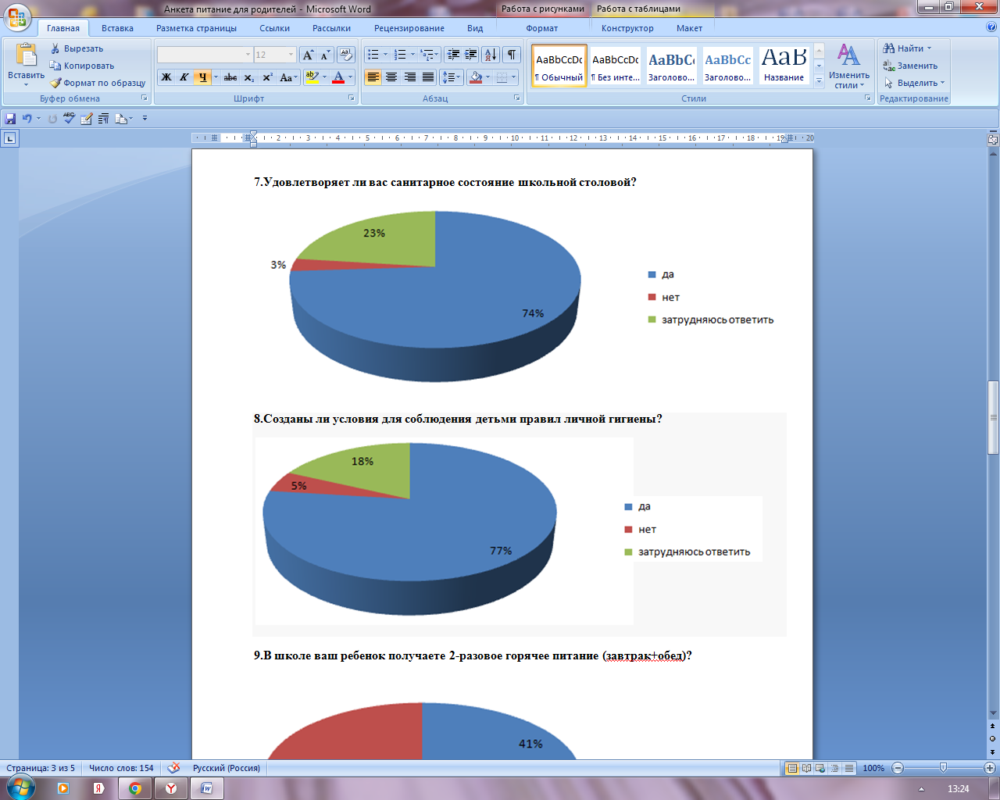 Анкета питание для родителей - Microsoft Word
Работа с рисунками
Работа с таблицами
Главная
Вставка
Разметка страницы
Ссылки
Рассылки
Рецензирование
Вид
Формат
Конструктор
Макет
Вставить
Вырезать
Копировать
Формат по образцу
Буфер обмена
12
Ж К Ч abc x₂ x² Aa
Шрифт
Абзац
AaBbCcDc
¶ Обычный
AaBbCcDc
¶ Без инте...
AaBbC
Заголово...
AaBbCc
Заголово...
AaB
Название
Изменить
стили
Стили
Найти
Заменить
Выделить
Редактирование
1 2 3 4 5 6 7 8 9 10 11 12 13 14 15 16 17 18 19 20
7.Удовлетворяет ли вас санитарное состояние школьной столовой?
23%
3%
74%
да
нет
затрудняюсь ответить
8.Созданы ли условия для соблюдения детьми правил личной гигиены?
18%
5%
77%
да
нет
затрудняюсь ответить
9.В школе ваш ребенок получаете 2-разовое горячее питание (завтрак+обед)?
41%
Страница: 3 из 5
Число слов: 154
Русский (Россия)
100%
13:24